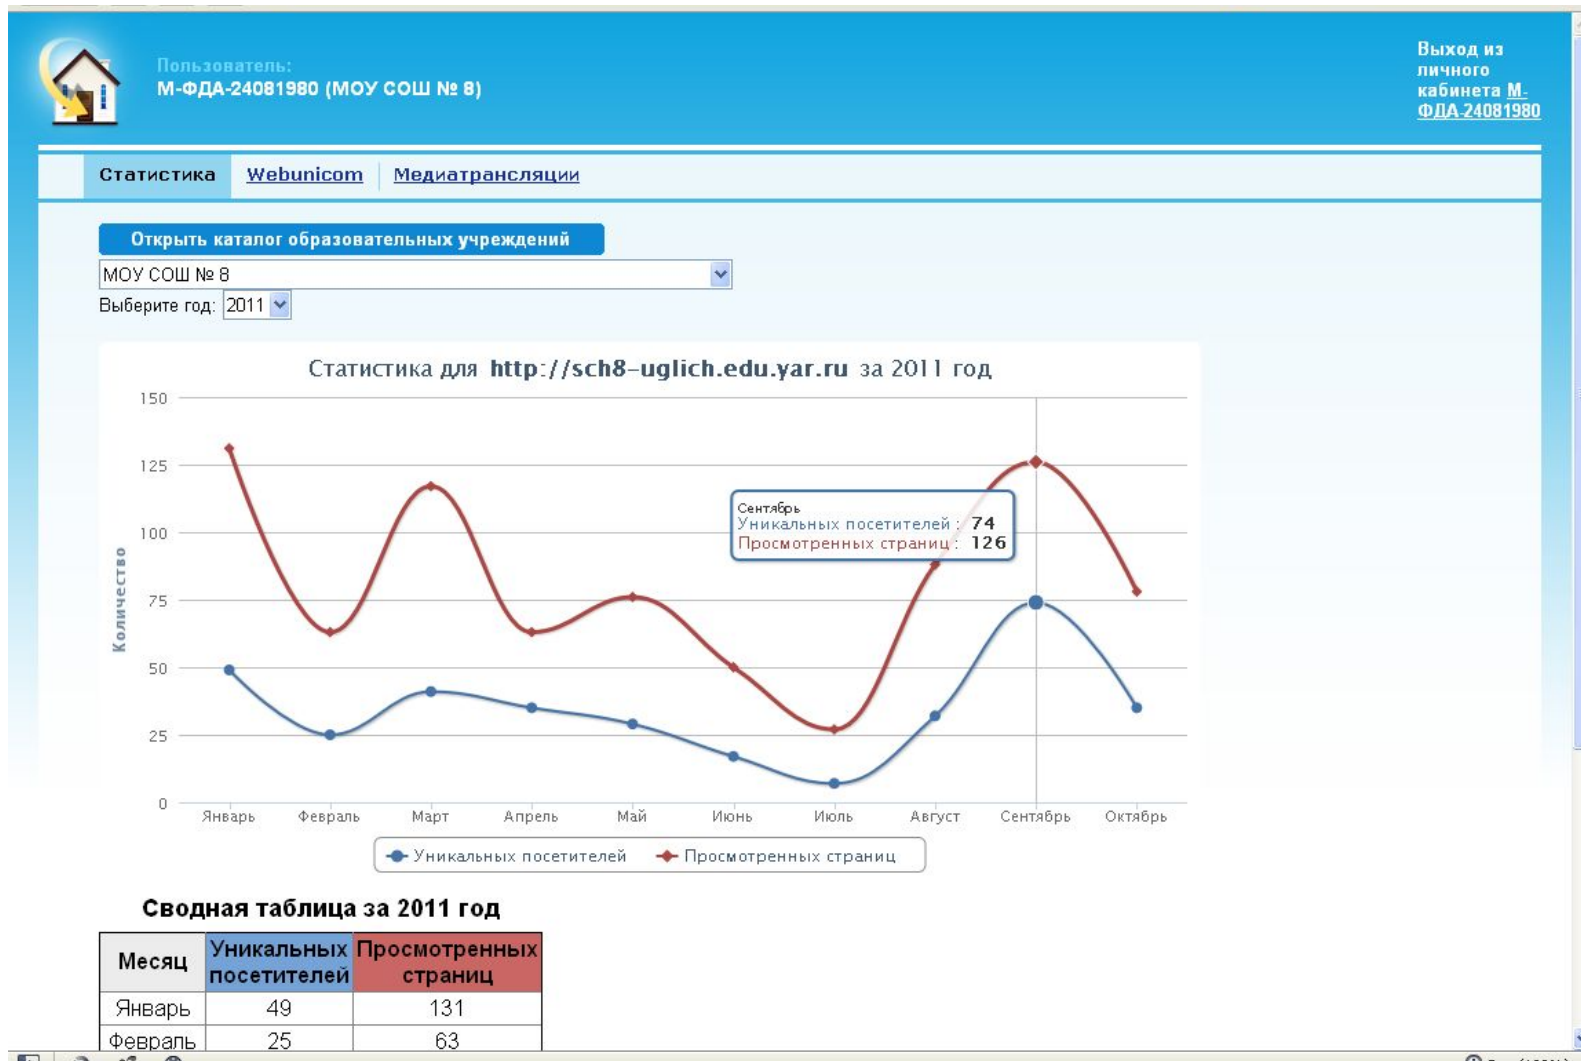 Пользователь:
М-ФДА-24081980 (МОУ СОШ № 8)
Выход из
личного
кабинета М-
ФДА-24081980
Статистика Webunicom Медиатрансляции
Открыть каталог образовательных учреждений
МОУ СОШ № 8
Выберите год: 2011
Статистика для http://sch8-uglich.edu.yar.ru за 2011 год
Количество
150
125
100
75
50
25
0
Сентябрь
Уникальных посетителей : 74
Просмотренных страниц : 126
Январь Февраль Март Апрель Май Июнь Июль Август Сентябрь Октябрь
Уникальных посетителей Просмотренных страниц
Сводная таблица за 2011 год
Месяц Уникальных посетителей Просмотренных страниц
Январь 49 131
Февраль 25 63